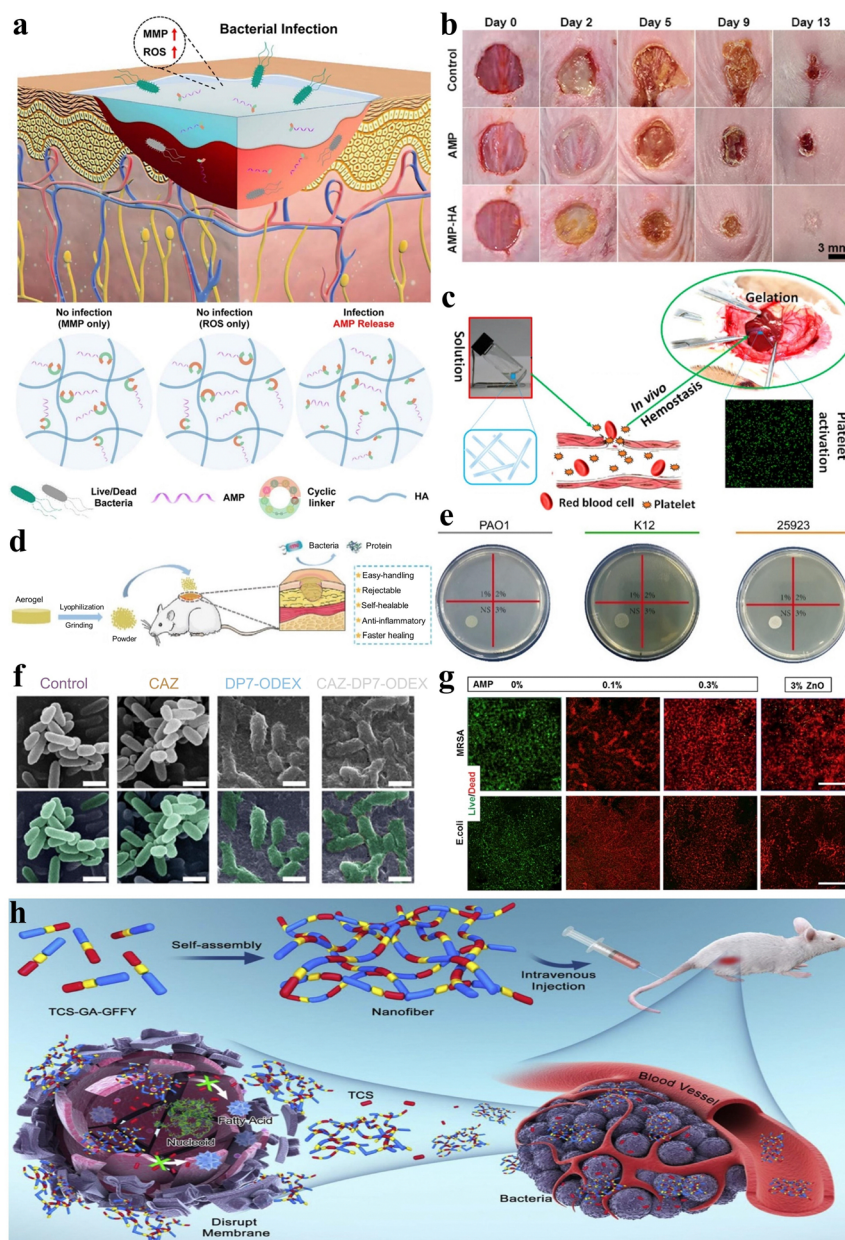 a
MMP
ROS
Bacterial Infection
No infection
(MMP only)
No infection
(ROS only)
Infection
AMP Release
Live/Dead
Bacteria
AMP
Cyclic
linker
HA
b
Day 0
Day 2
Day 5
Day 9
Day 13
Control
AMP
AMP-HA
3 mm
c
Solution
Gelation
In vivo
Hemostasis
Platelet
activation
Red blood cell
Platelet
d
Aerogel
Lyophilization
Grinding
Powder
Bacteria
Protein
Easy-handling
Rejectable
Self-healable
Anti-inflammatory
Faster healing
e
PAO1
K12
25923
1% 2%
NS 3%
1% 2%
NS 3%
1% 2%
NS 3%
f
Control
CAZ
DP7-ODEX
CAZ-DP7-ODEX
g
AMP
0%
0.1%
0.3%
3% ZnO
MRSA
E.coli
Live/Dead
h
TCS-GA-GFFY
Self-assembly
Nanofiber
Intravenous
Injection
Fatty Acid
Nucleoid
Disrupt
Membrane
TCS
Blood Vessel
Bacteria